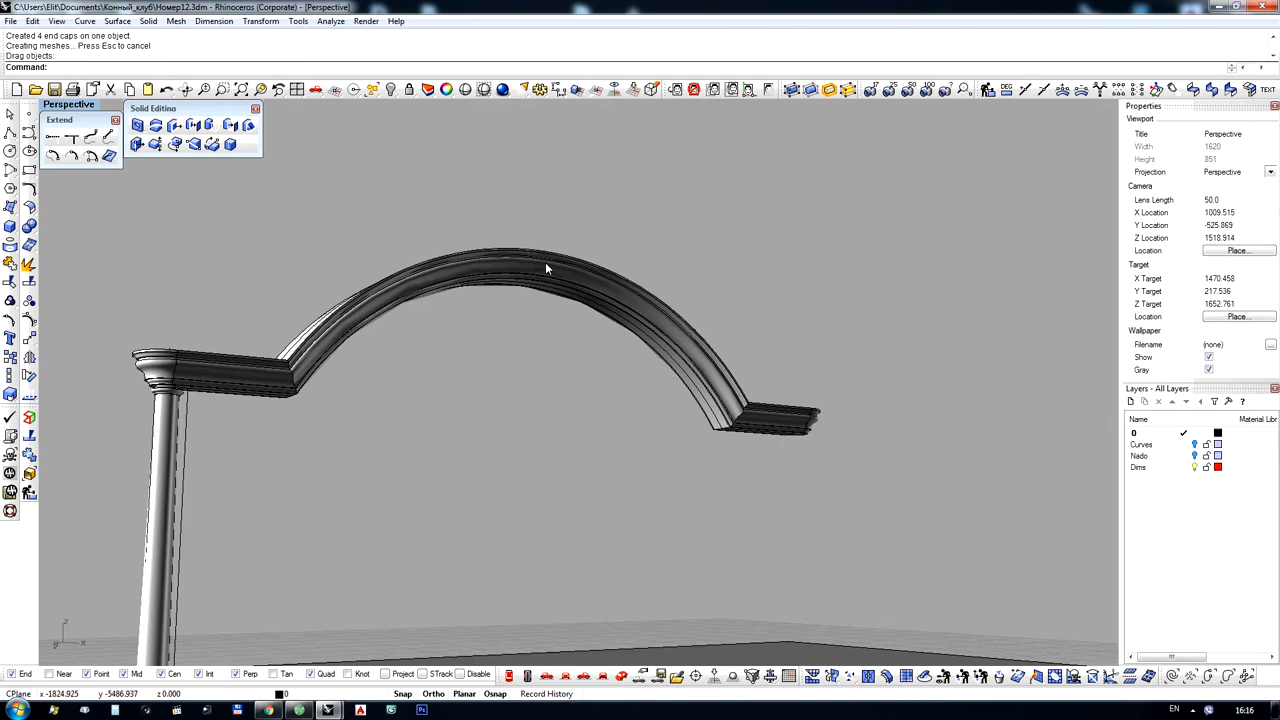 C:\Users\Elit\Documents\Конный_клуб\Номер12.3dm - Rhinoceros (Corporate) - [Perspective]
File Edit View Curve Surface Solid Mesh Dimension Transform Tools Analyze Render Help
Created 4 end caps on one object.
Creating meshes... Press Esc to cancel
Drag objects:
Command:
TEXT
Perspective
Extend
Solid Editing
Properties
Viewport
Title Perspective
Width 1620
Height 851
Projection Perspective
Camera
Lens Length 50.0
X Location 1009.515
Y Location -525.869
Z Location 1518.914
Location Place...
Target
X Target 1470.458
Y Target 217.536
Z Target 1652.761
Location Place...
Wallpaper
Filename (none)
Show
Gray
Layers - All Layers
Name Material Libr
0
Curves
Nado
Dims
z
y x
End Near Point Mid Cen Int Perp Tan Quad Knot Project STrack Disable
CPlane x -1824.925 y -5486.937 z 0.000 0 Snap Ortho Planar Osnap Record History
EN 16:16